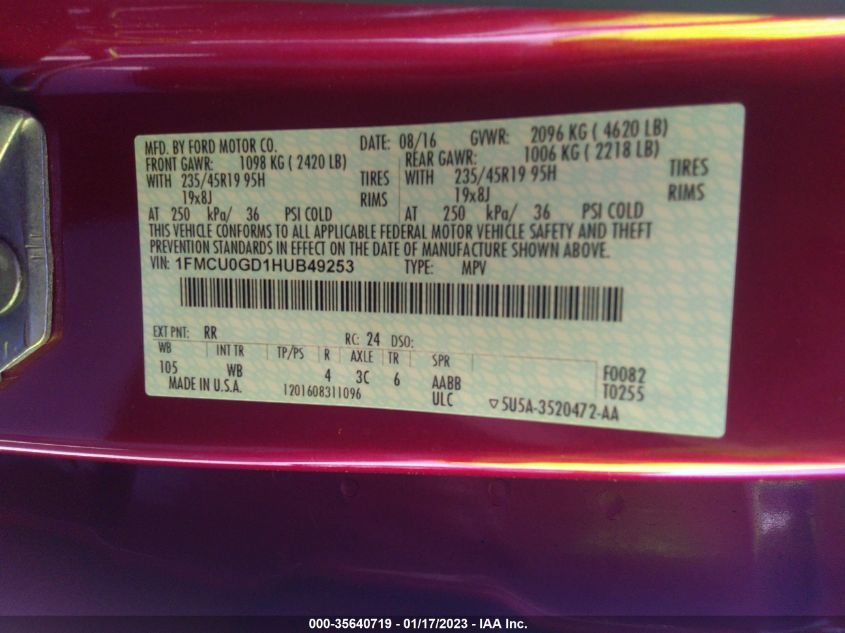 MFD. BY FORD MOTOR CO. DATE: 08/16 GVWR: 2096 KG ( 4620 LB)
FRONT GAWR: 1098 KG ( 2420 LB) REAR GAWR: 1006 KG ( 2218 LB)
WITH 235/45R19 95H TIRES WITH 235/45R19 95H TIRES
19x8J RIMS 19x8J RIMS
AT 250 kPa/ 36 PSI COLD AT 250 kPa/ 36 PSI COLD
THIS VEHICLE CONFORMS TO ALL APPLICABLE FEDERAL MOTOR VEHICLE SAFETY AND THEFT
PREVENTION STANDARDS IN EFFECT ON THE DATE OF MANUFACTURE SHOWN ABOVE.
VIN: 1FMCU0GD1HUB49253 TYPE: MPV
EXT PNT: RR RC: 24 DSO:
WB INT TR TP/PS R AXLE TR SPR
105 WB 4 3C 6 AABB F0082
MADE IN U.S.A. 1201608311096 ULC T0255
▽5U5A-3520472-AA
000-35640719 - 01/17/2023 - IAA Inc.